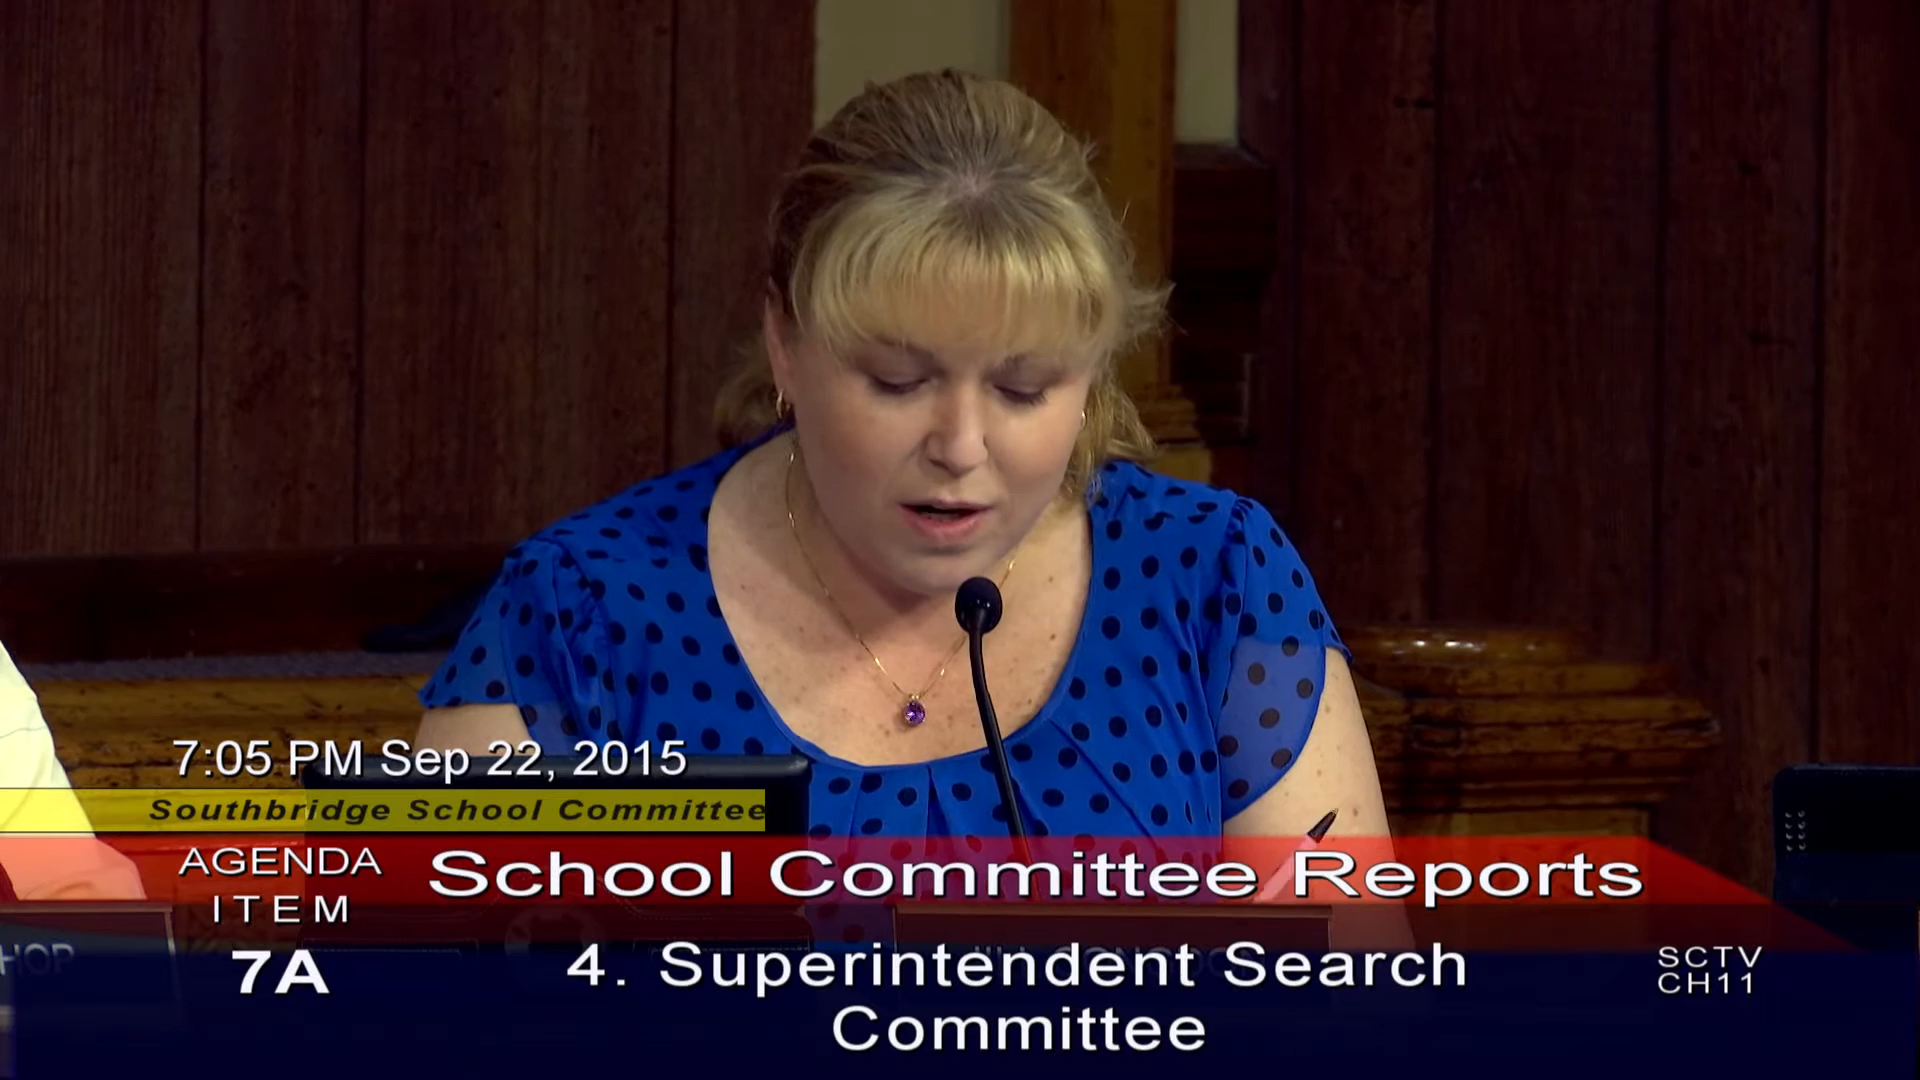 7:05 PM Sep 22, 2015
Southbridge School Committee
AGENDA
ITEM
7A
School Committee Reports
4. Superintendent Search
Committee
SCTV
CH11
HOP